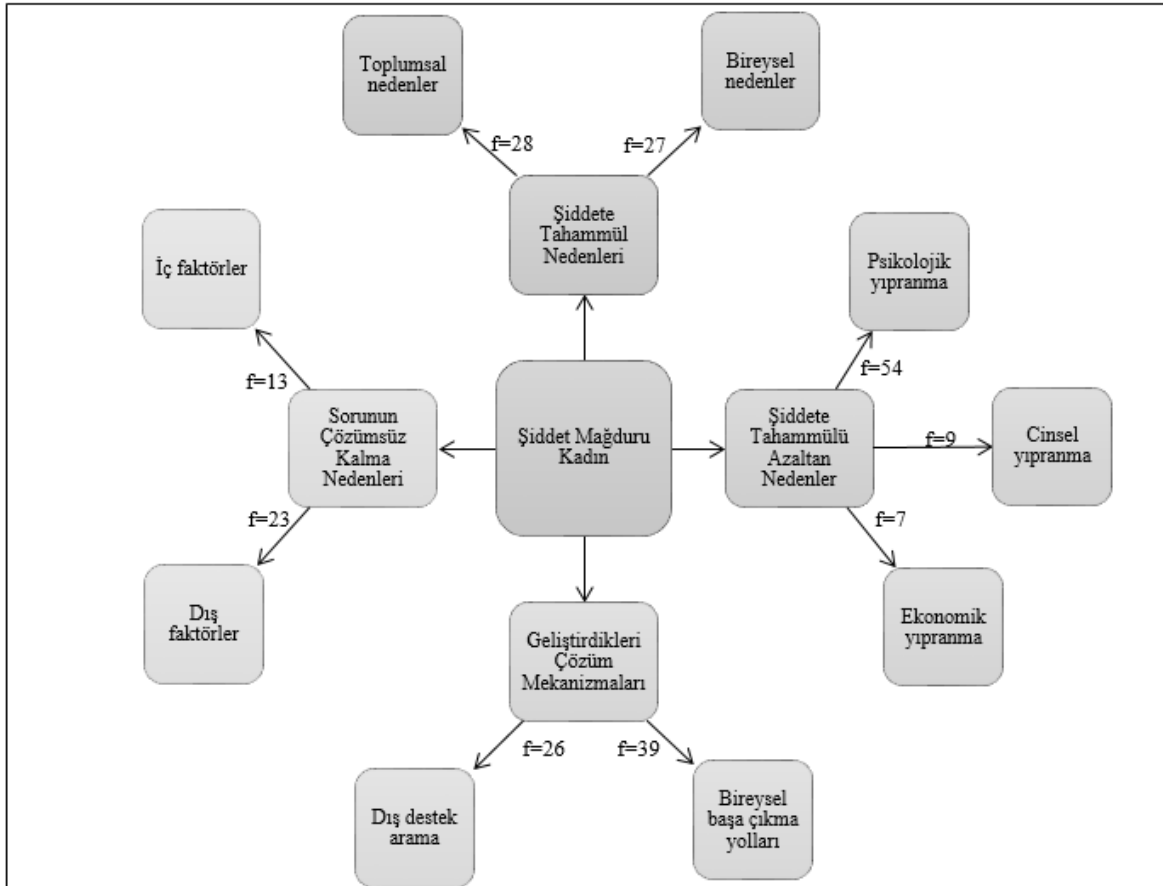 Toplumsal
nedenler
Bireysel
nedenler
f=28
f=27
Şiddete
Tahammül
Nedenleri
İç faktörler
Psikolojik
yıpranma
f=13
f=54
Sorunun
Çözümsüz
Kalma
Nedenleri
Şiddet Mağduru
Kadın
Şiddete
Tahammülü
Azaltan
Nedenler
f=9
Cinsel
yıpranma
f=23
f=7
Dış
faktörler
Ekonomik
yıpranma
Geliştirdikleri
Çözüm
Mekanizmaları
f=26
f=39
Dış destek
arama
Bireysel
başa çıkma
yolları